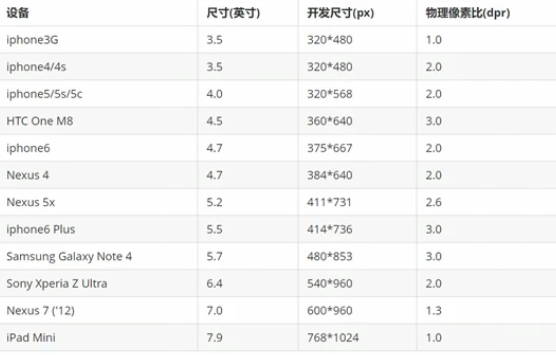 设备 尺寸(英寸) 开发尺寸(px) 物理像素比(dpr)
iphone3G 3.5 320*480 1.0
iphone4/4s 3.5 320*480 2.0
iphone5/5s/5c 4.0 320*568 2.0
HTC One M8 4.5 360*640 3.0
iphone6 4.7 375*667 2.0
Nexus 4 4.7 384*640 2.0
Nexus 5x 5.2 411*731 2.6
iphone6 Plus 5.5 414*736 3.0
Samsung Galaxy Note 4 5.7 480*853 3.0
Sony Xperia Z Ultra 6.4 540*960 2.0
Nexus 7 ('12) 7.0 600*960 1.3
iPad Mini 7.9 768*1024 1.0